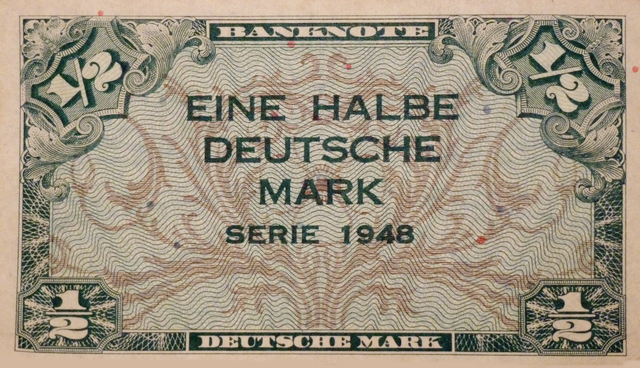 BANKNOTE
1/2
1/2
EINE HALBE
DEUTSCHE
MARK
SERIE 1948
1/2
1/2
DEUTSCHE MARK